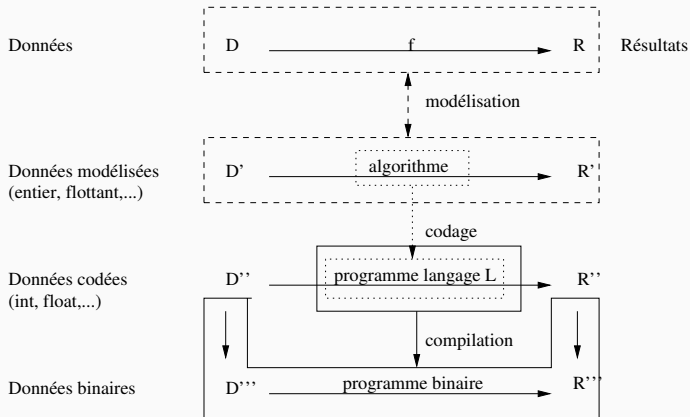 Données D f R Résultats
modélisation
Données modélisées D' algorithme R'
(entier, flottant,...)
codage
Données codées D'' programme langage L R''
(int, float,...)
compilation
Données binaires D''' programme binaire R'''